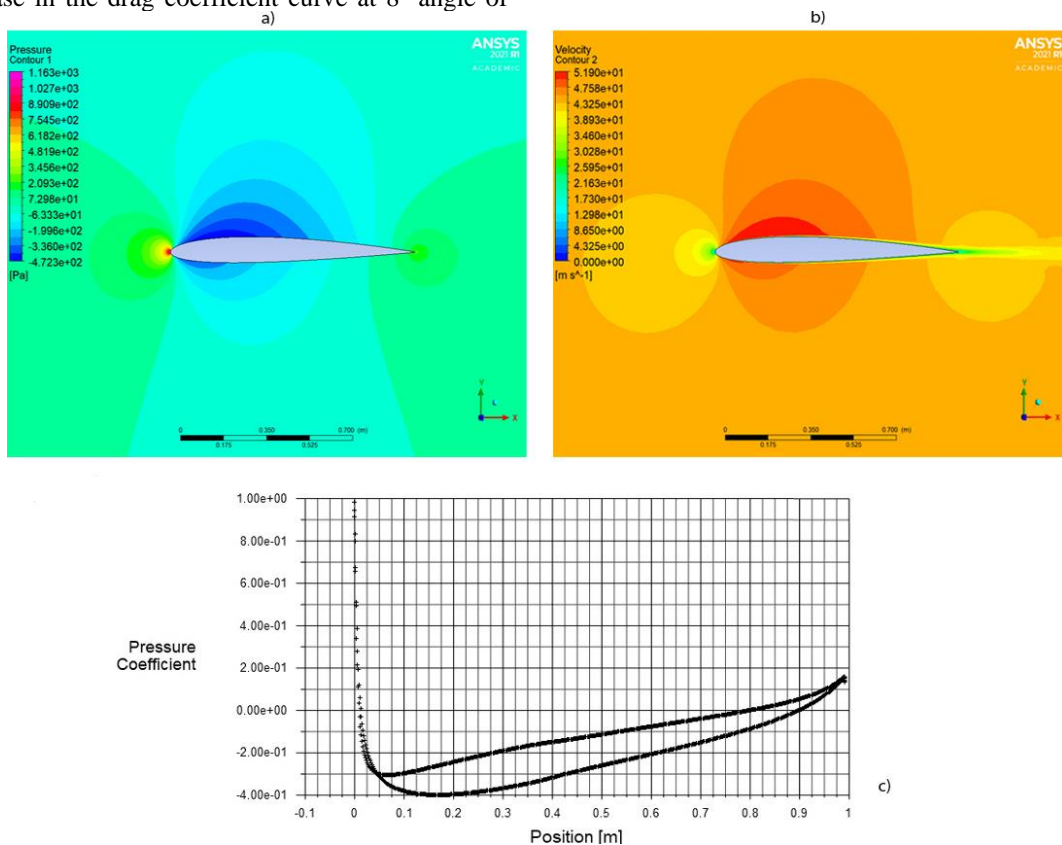 ase in the drag coefficient curve at 8° angle of
a)
b)
Pressure
Contour 1
1.163e+03
1.027e+03
8.909e+02
7.545e+02
6.182e+02
4.819e+02
3.456e+02
2.093e+02
7.298e+01
-6.333e+01
-1.996e+02
-3.360e+02
-4.723e+02
[Pa]
ANSYS
2021 R1
ACADEMIC
Y
X
0
0.350
0.700 (m)
0.175
0.525
Velocity
Contour 2
5.190e+01
4.758e+01
4.325e+01
3.893e+01
3.460e+01
3.028e+01
2.595e+01
2.163e+01
1.730e+01
1.298e+01
8.650e+00
4.325e+00
0.000e+00
[m s^-1]
ANSYS
2021 R1
ACADEMIC
Y
X
0
0.350
0.700 (m)
0.175
0.525
1.00e+00
8.00e-01
6.00e-01
4.00e-01
2.00e-01
0.00e+00
-2.00e-01
-4.00e-01
Pressure
Coefficient
-0.1 0 0.1 0.2 0.3 0.4 0.5 0.6 0.7 0.8 0.9 1
Position [m]
c)